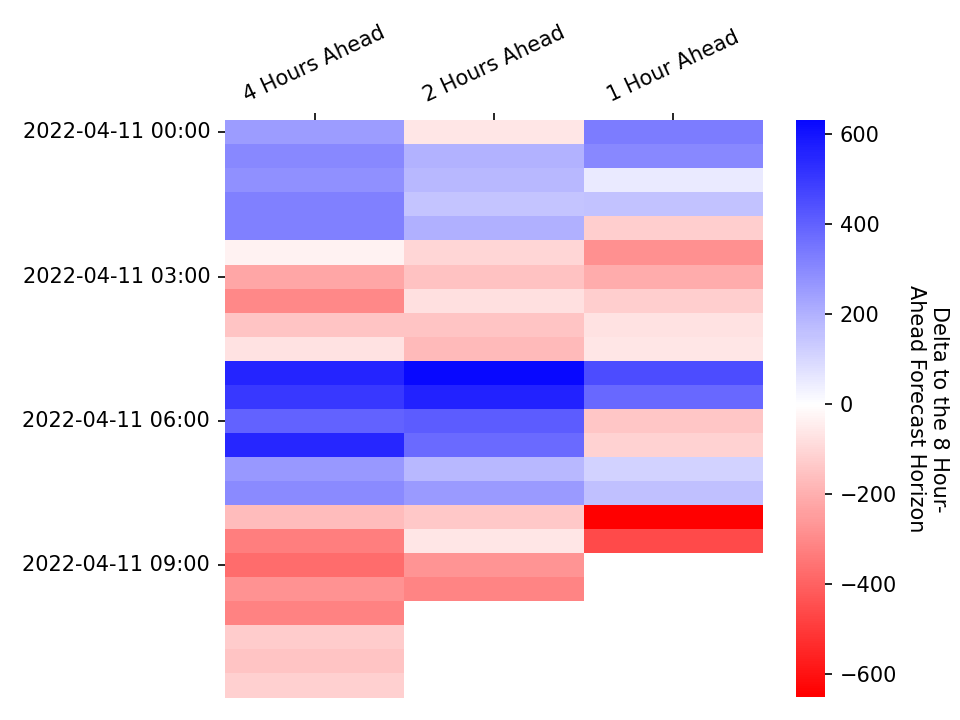 4 Hours Ahead
2 Hours Ahead
1 Hour Ahead
2022-04-11 00:00
2022-04-11 03:00
2022-04-11 06:00
2022-04-11 09:00
600
400
200
0
−200
−400
−600
Delta to the 8 Hour-
Ahead Forecast Horizon